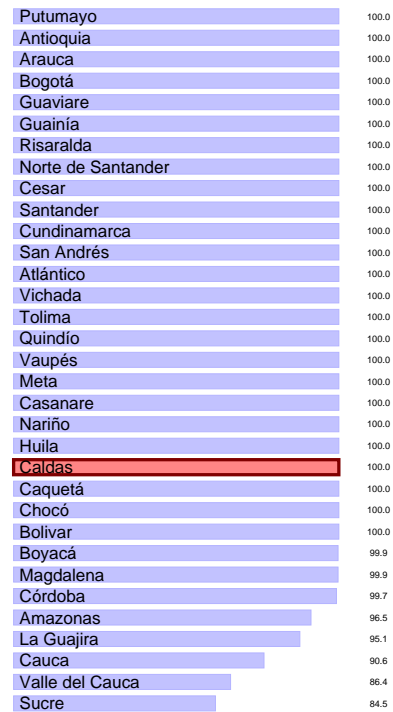 Putumayo 100.0
Antioquia 100.0
Arauca 100.0
Bogotá 100.0
Guaviare 100.0
Guainía 100.0
Risaralda 100.0
Norte de Santander 100.0
Cesar 100.0
Santander 100.0
Cundinamarca 100.0
San Andrés 100.0
Atlántico 100.0
Vichada 100.0
Tolima 100.0
Quindío 100.0
Vaupés 100.0
Meta 100.0
Casanare 100.0
Nariño 100.0
Huila 100.0
Caldas 100.0
Caquetá 100.0
Chocó 100.0
Bolivar 100.0
Boyacá 99.9
Magdalena 99.9
Córdoba 99.7
Amazonas 96.5
La Guajira 95.1
Cauca 90.6
Valle del Cauca 86.4
Sucre 84.5